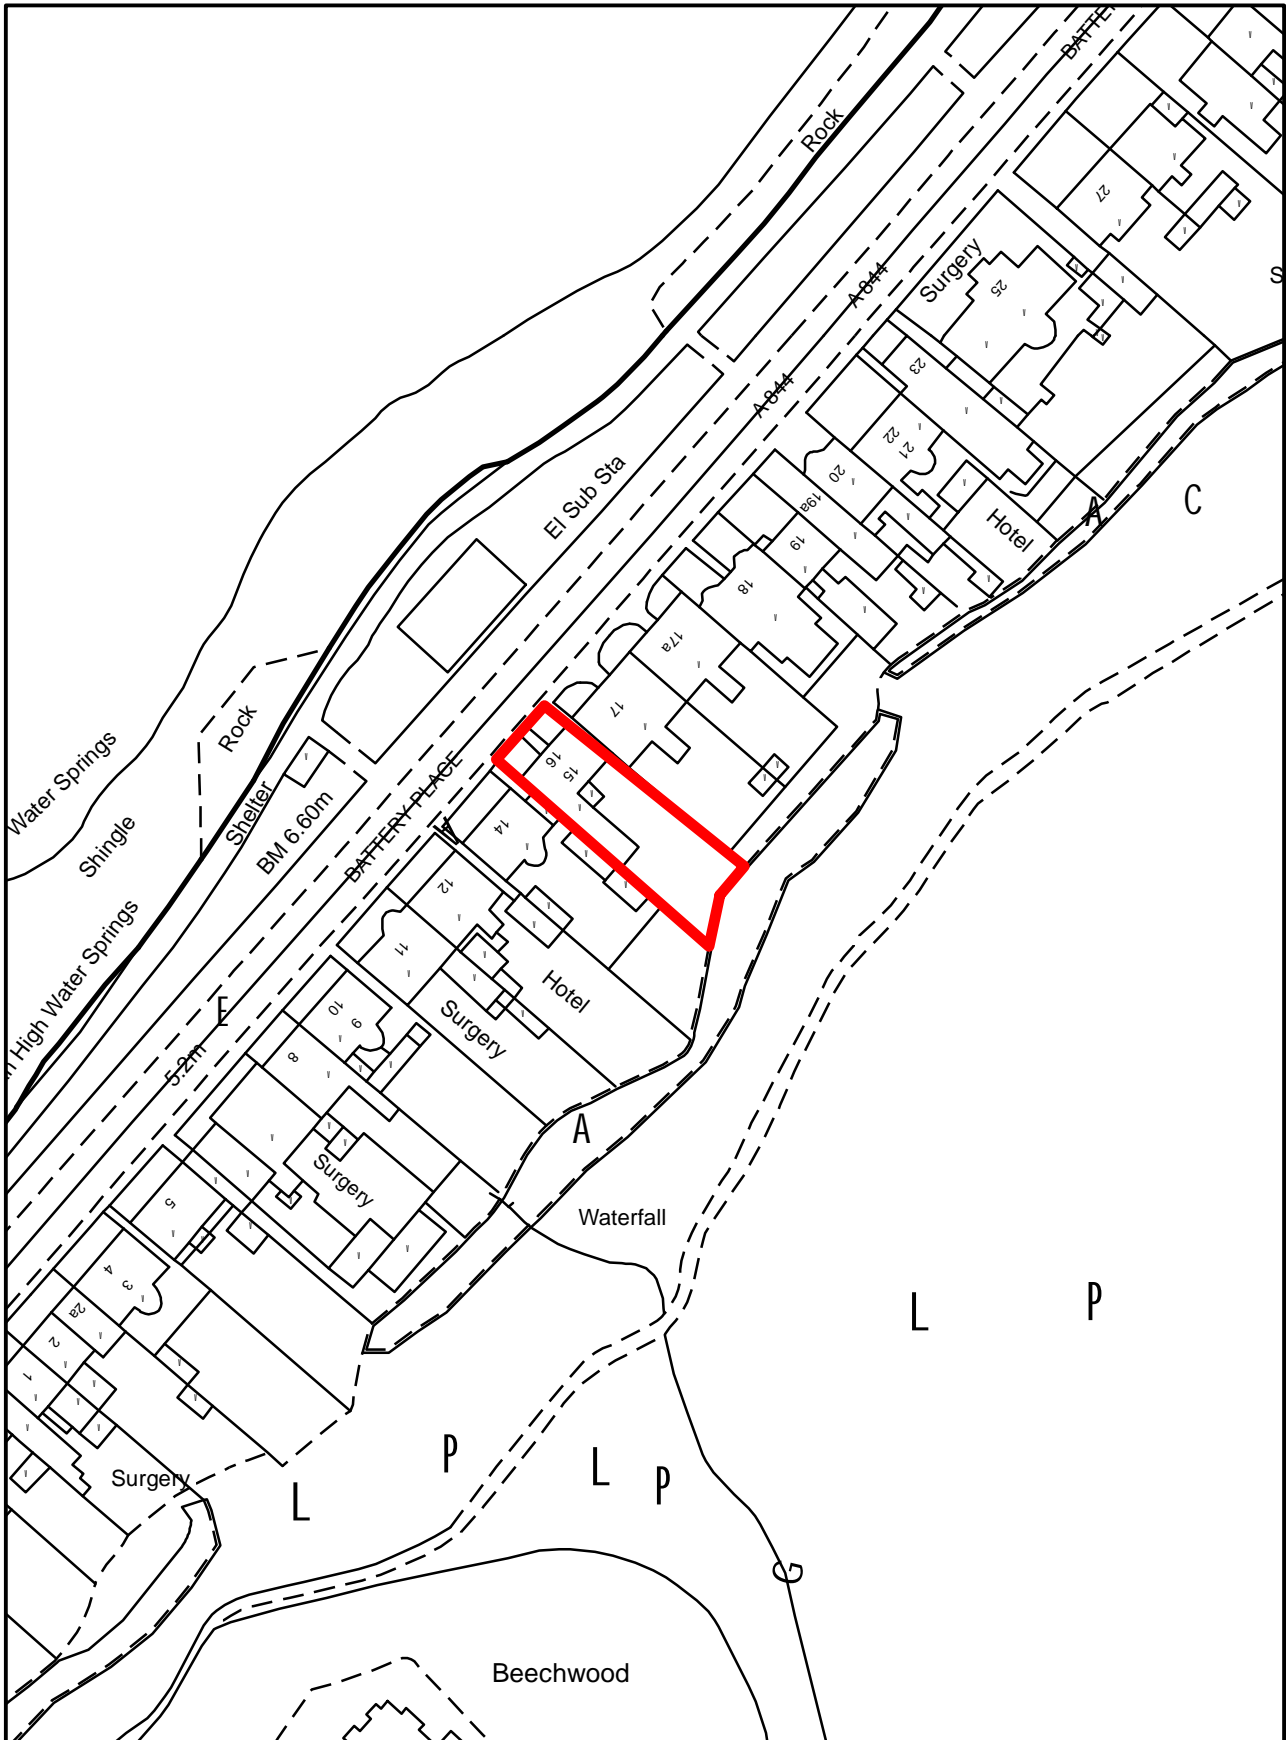 BATTE
Rock
27
Surgery
25
S
A 844
23
A 844
22
21
20
19a
19
Hotel
A
C
El Sub Sta
18
17a
17
Rock
Water Springs
Shingle
Shelter
BM 6.60m
BATTERY PLACE
16
15
14
12
11
Hotel
Surgery
High Water Springs
E
5.2m
10
9
8
A
Surgery
Waterfall
5
4
3
2a
2
1
L
P
P
L
P
Surgery
L
G
Beechwood